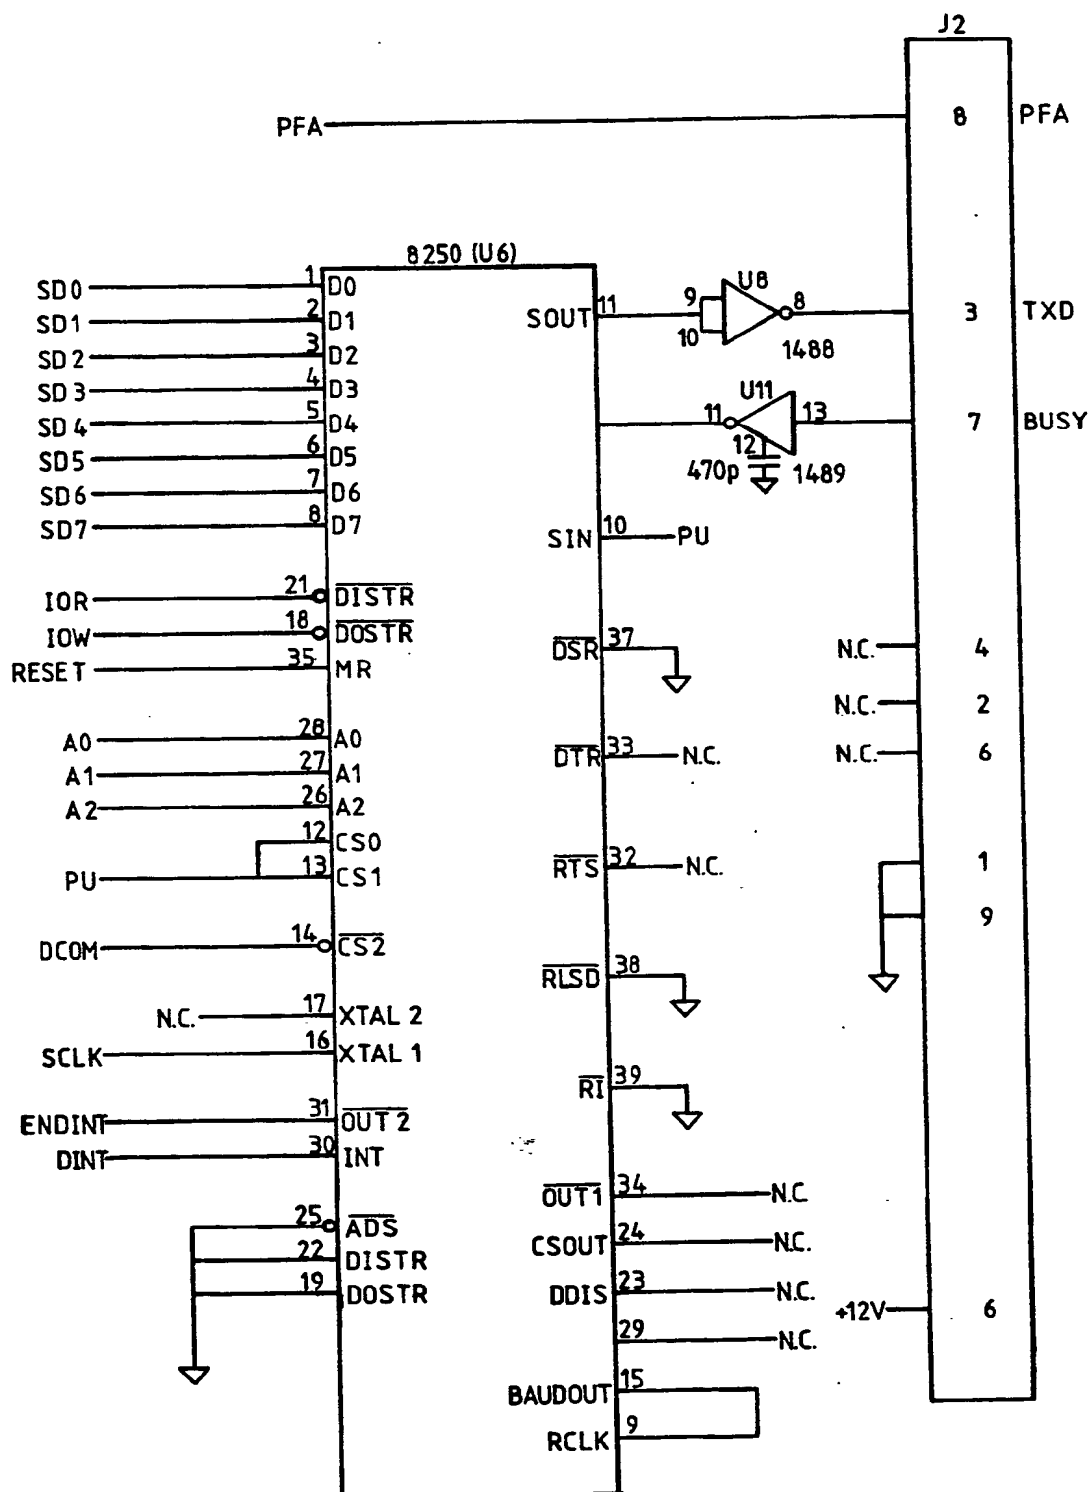 J2
PFA 8 PFA
8250 (U6)
SD0 1 D0
SD1 2 D1
SD2 3 D2
SD3 4 D3
SD4 5 D4
SD5 6 D5
SD6 7 D6
SD7 8 D7
SOUT 11 9 10 U8 8 1488 3 TXD
11 U11 13 7 BUSY
12 470p 1489
SIN 10 PU
IOR 21 DISTR
IOW 18 DOSTR
RESET 35 MR
DSR 37
N.C. 4
N.C. 2
N.C. 6
A0 28 A0
A1 27 A1
A2 26 A2
12 CS0
PU 13 CS1
DTR 33 N.C.
RTS 32 N.C.
1
9
DCOM 14 CS2
RLSD 38
N.C. 17 XTAL 2
SCLK 16 XTAL 1
RI 39
ENDINT 31 OUT 2
DINT 30 INT
OUT1 34 N.C.
25 ADS
22 DISTR
19 DOSTR
CSOUT 24 N.C.
DDIS 23 N.C.
29 N.C.
+12V 6
BAUDOUT 15
RCLK 9